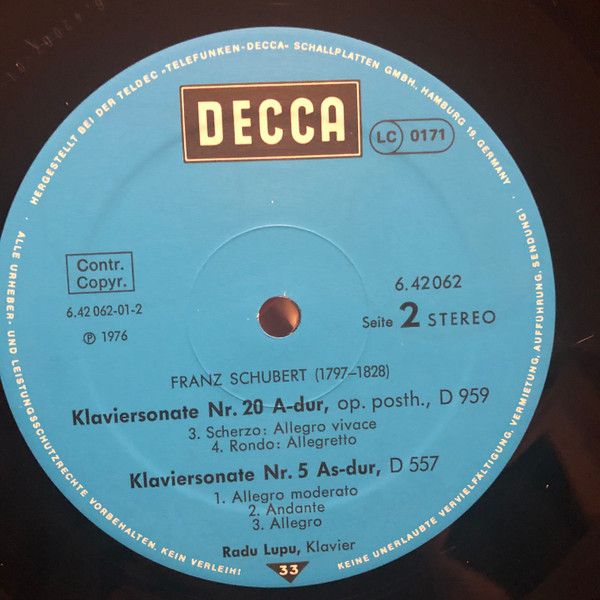 HERGESTELLT BEI DER TELDEC »TELEFUNKEN-DECCA« SCHALLPLATTEN GMBH., HAMBURG 19, GERMANY
DECCA
LC 0171
Contr.
Copyr.
6.42 062-01-2
℗ 1976
6.42062
Seite 2 STEREO
FRANZ SCHUBERT (1797–1828)
Klaviersonate Nr. 20 A-dur, op. posth., D 959
3. Scherzo: Allegro vivace
4. Rondo: Allegretto
Klaviersonate Nr. 5 As-dur, D 557
1. Allegro moderato
2. Andante
3. Allegro
Radu Lupu, Klavier
33
ALLE URHEBER- UND LEISTUNGSSCHUTZRECHTE VORBEHALTEN. KEIN VERLEIH!
KEINE UNERLAUBTE VERVIELFÄLTIGUNG, VERMIETUNG, AUFFÜHRUNG, SENDUNG!